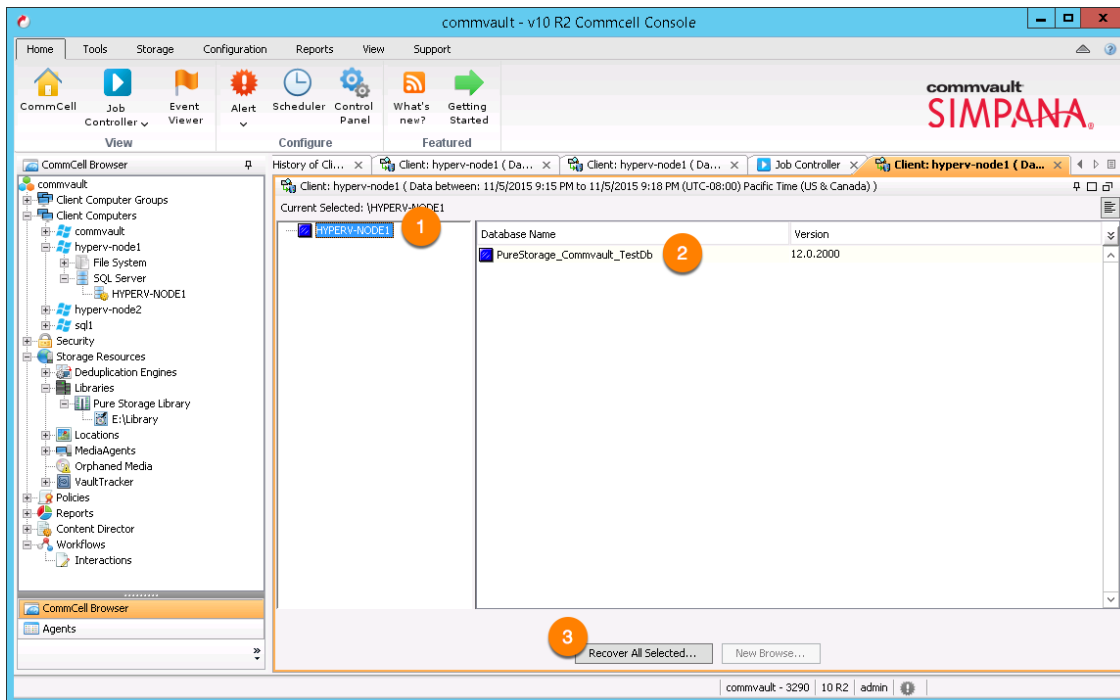 commvault - v10 R2 Commcell Console
Home Tools Storage Configuration Reports View Support
CommCell
Job Controller
Event Viewer
View
Alert
Scheduler
Control Panel
Configure
What's new?
Getting Started
Featured
commvault
SIMPANA®
CommCell Browser
commvault
Client Computer Groups
Client Computers
commvault
hyperv-node1
File System
SQL Server
HYPERV-NODE1
hyperv-node2
sql1
Security
Storage Resources
Deduplication Engines
Libraries
Pure Storage Library
E:\Library
Locations
MediaAgents
Orphaned Media
VaultTracker
Policies
Reports
Content Director
Workflows
Interactions
CommCell Browser
Agents
History of Cli... Client: hyperv-node1 ( Da... Client: hyperv-node1 ( Da... Job Controller Client: hyperv-node1 ( Da...
Client: hyperv-node1 ( Data between: 11/5/2015 9:15 PM to 11/5/2015 9:18 PM (UTC-08:00) Pacific Time (US & Canada) )
Current Selected: \HYPERV-NODE1
HYPERV-NODE1 1
Database Name Version
PureStorage_Commvault_TestDb 2 12.0.2000
3 Recover All Selected... New Browse...
commvault - 3290 10 R2 admin